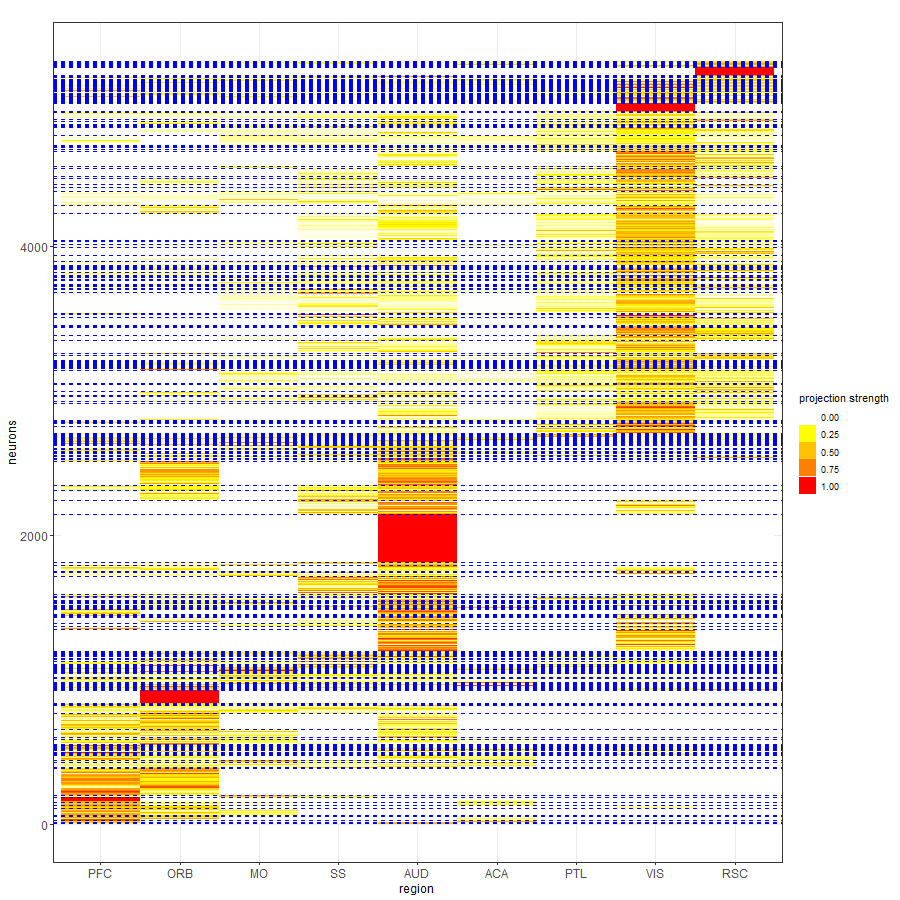 neurons
4000
2000
0
PFC ORB MO SS AUD ACA PTL VIS RSC
region
projection strength
0.00
0.25
0.50
0.75
1.00